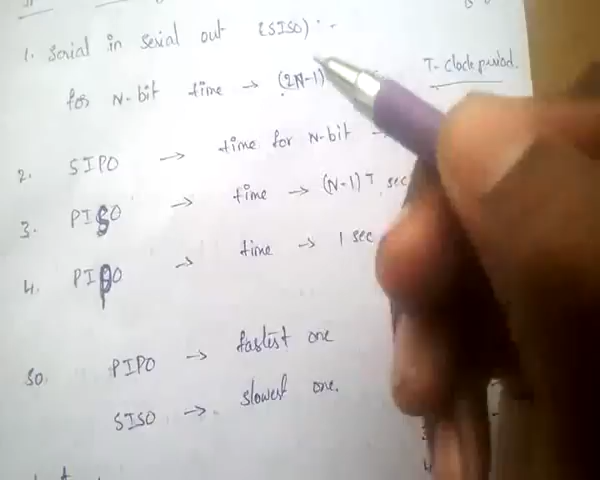 1. Serial in serial out (SISO) :-
T- clock period.
for N-bit time → (2N-1)
2. SIPO → time for N-bit →
3. PISO → time → (N-1) T sec
4. PIPO → time → 1 sec
so. PIPO → fastest one
SISO → slowest one.